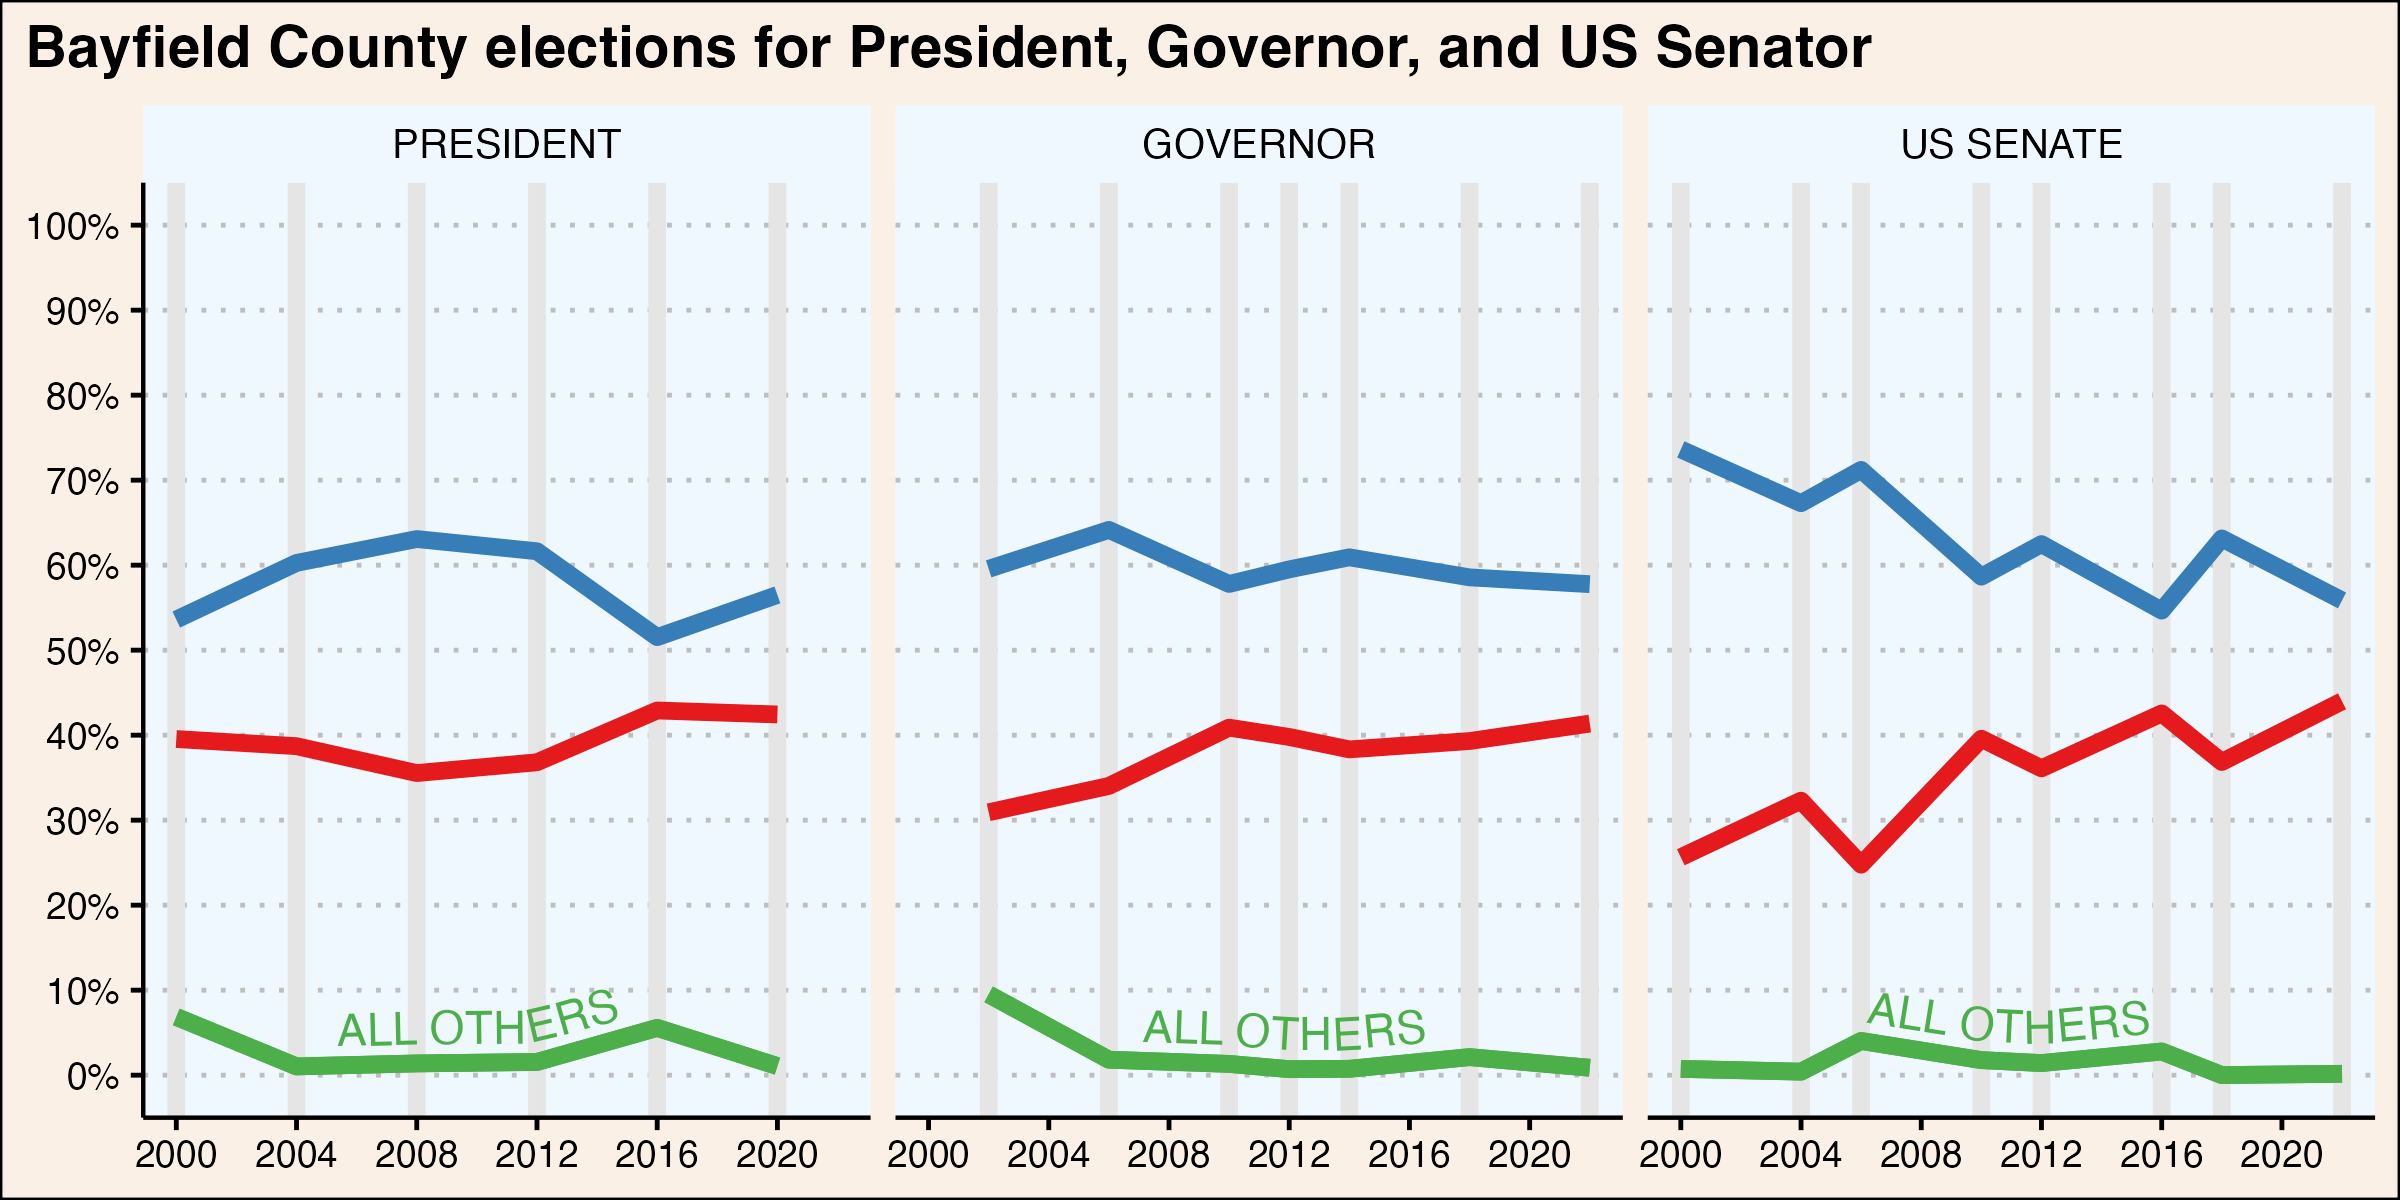 Bayfield County elections for President, Governor, and US Senator
PRESIDENT
GOVERNOR
US SENATE
100%
90%
80%
70%
60%
50%
40%
30%
20%
10%
0%
ALL OTHERS
ALL OTHERS
ALL OTHERS
2000 2004 2008 2012 2016 2020
2000 2004 2008 2012 2016 2020
2000 2004 2008 2012 2016 2020